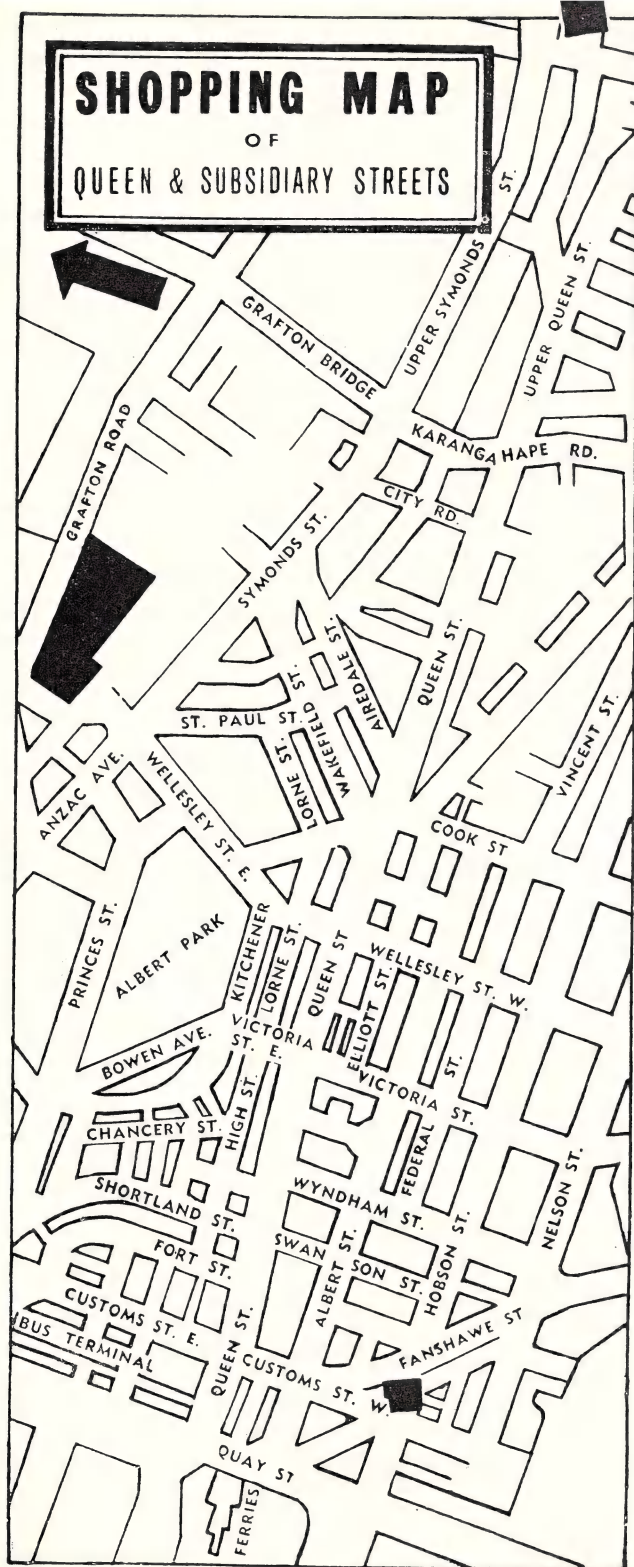 SHOPPING MAP
OF
QUEEN & SUBSIDIARY STREETS
UPPER SYMONDS ST.
UPPER QUEEN ST.
GRAFTON BRIDGE
GRAFTON ROAD
KARANGAHAPE RD.
CITY RD.
SYMONDS ST.
QUEEN ST.
AIREDALE ST.
WAKEFIELD ST.
LORNE ST.
ST. PAUL ST.
VINCENT ST.
ANZAC AVE.
WELLESLEY ST. E.
COOK ST
PRINCES ST.
ALBERT PARK
KITCHENER
LORNE ST.
QUEEN ST
WELLESLEY ST. W.
ELLIOTT ST.
BOWEN AVE.
VICTORIA
ST. E.
VICTORIA ST.
HIGH ST.
CHANCERY ST.
FEDERAL ST.
NELSON ST.
SHORTLAND ST.
WYNDHAM ST.
FORT ST.
SWANSON ST.
ALBERT ST.
HOBSON ST.
CUSTOMS ST. E.
BUS TERMINAL
QUEEN ST.
CUSTOMS ST. W.
FANSHAWE ST
QUAY ST
FERRIES